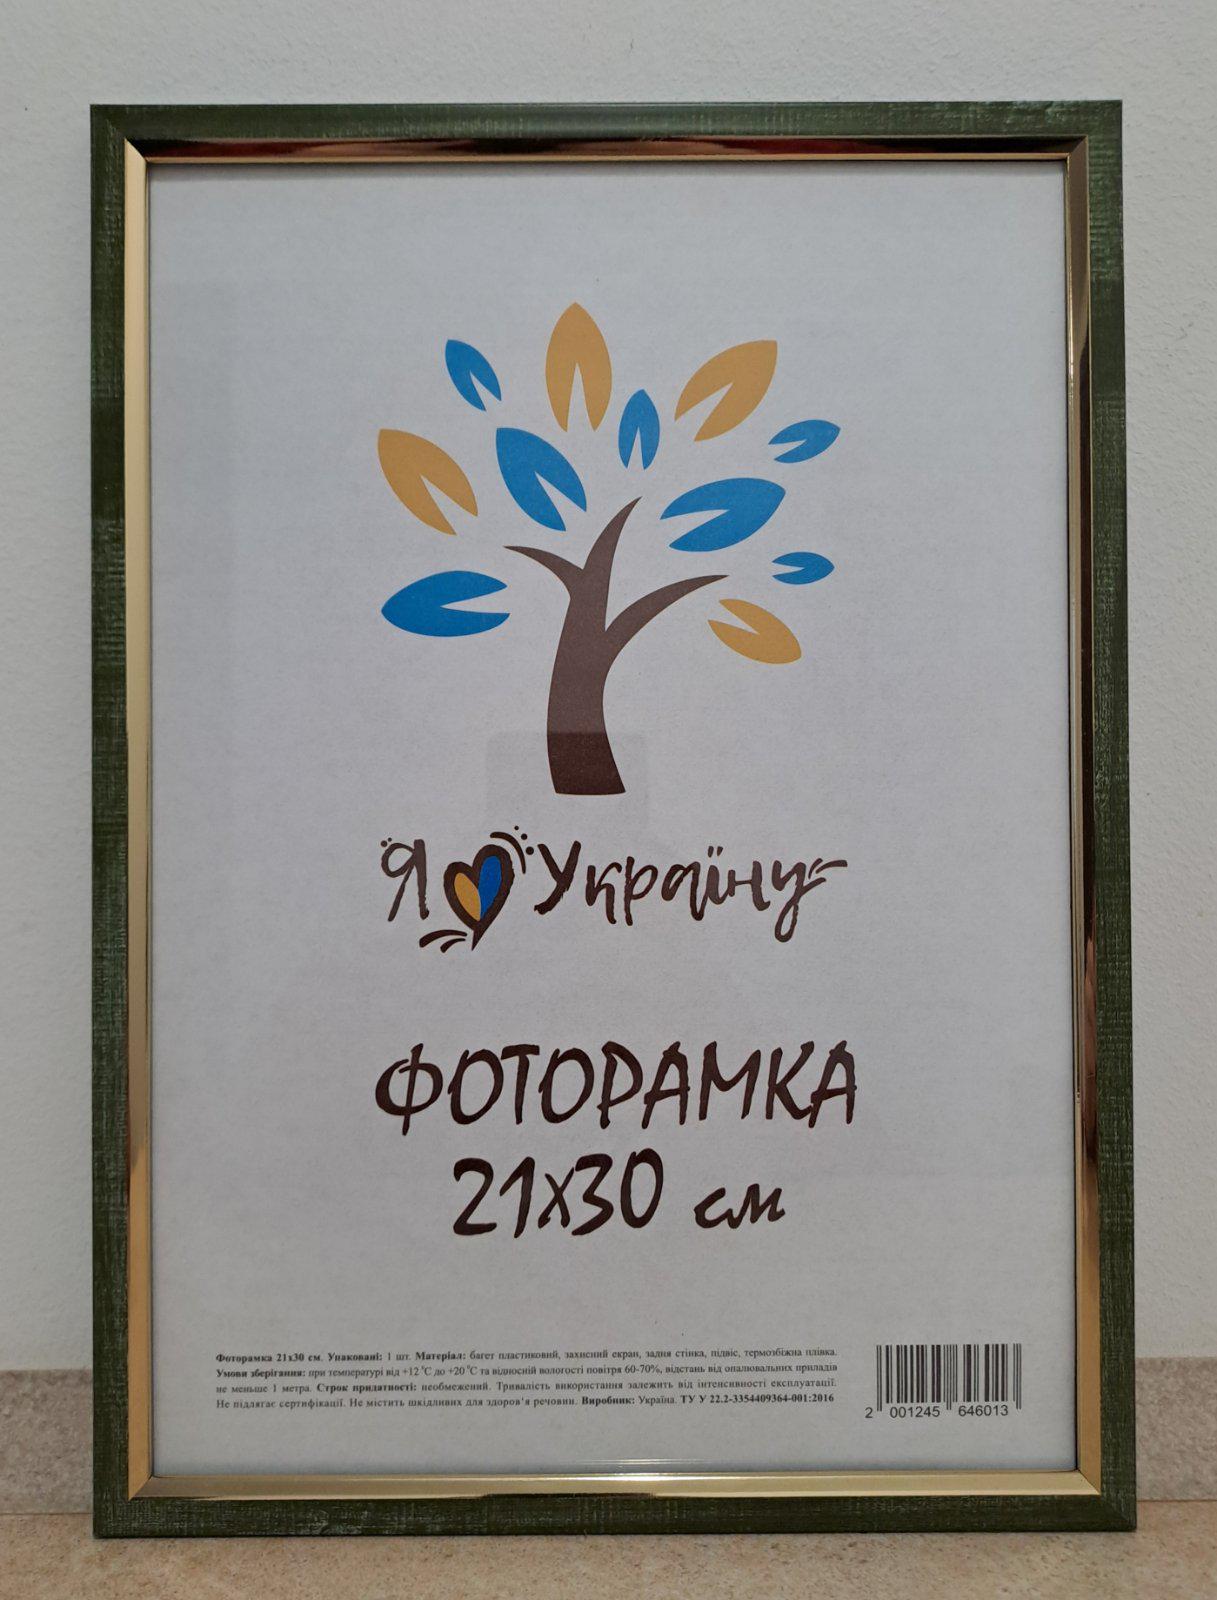 Я Україну
ФОТОРАМКА
21х30 см
Фоторамка 21х30 см. Упаковані: 1 шт. Матеріал: багет пластиковий, захисний екран, задня стінка, підвіс, термозбіжна плівка.
Умови зберігання: при температурі від +12 °С до +20 °С та відносній вологості повітря 60-70%, відстань від опалювальних приладів
не меньше 1 метра. Строк придатності: необмежений. Тривалість використання залежить від інтенсивності експлуатації.
Не підлягає сертифікації. Не містить шкідливих для здоров'я речовин. Виробник: Україна. ТУ У 22.2-3354409364-001:2016
2 001245 646013